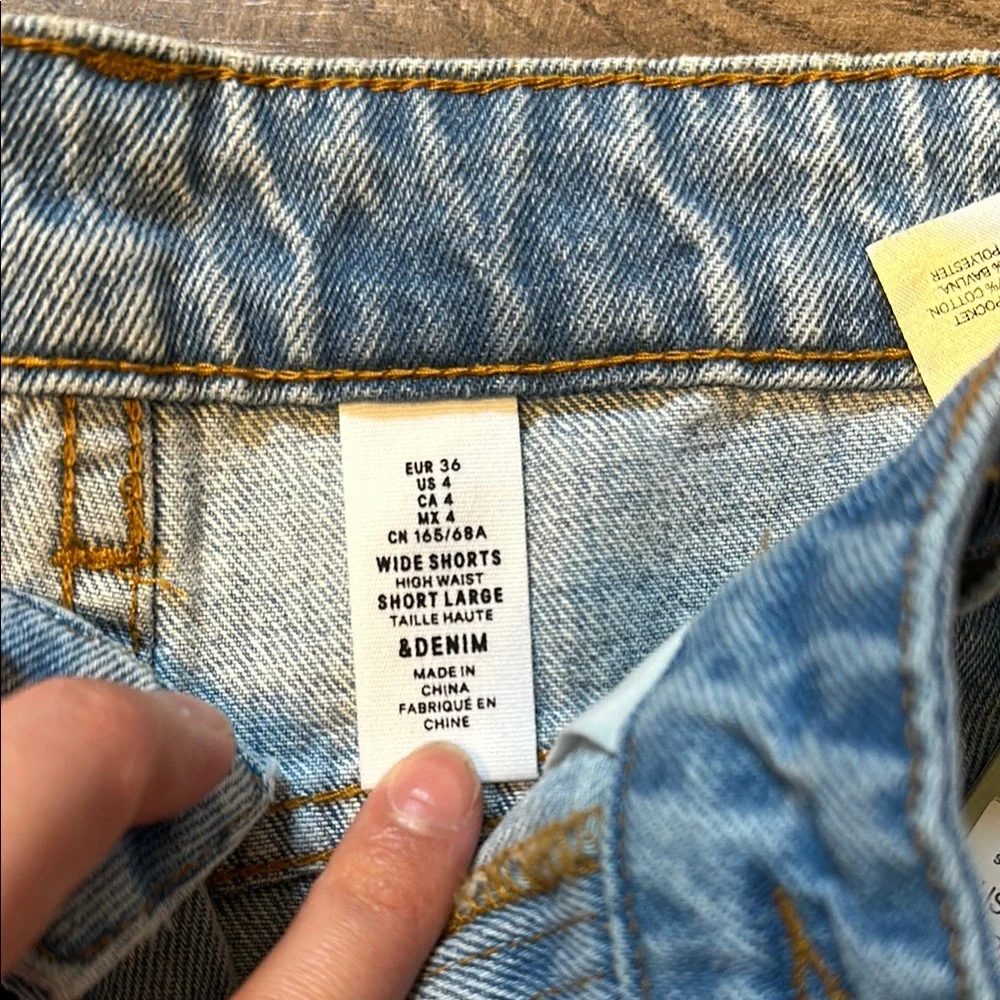 EUR 36
US 4
CA 4
MX 4
CN 165/68A
WIDE SHORTS
HIGH WAIST
SHORT LARGE
TAILLE HAUTE
&DENIM
MADE IN
CHINA
FABRIQUÉ EN
CHINE
POCKET
% COTTON
% BAVLNA,
POLYESTER